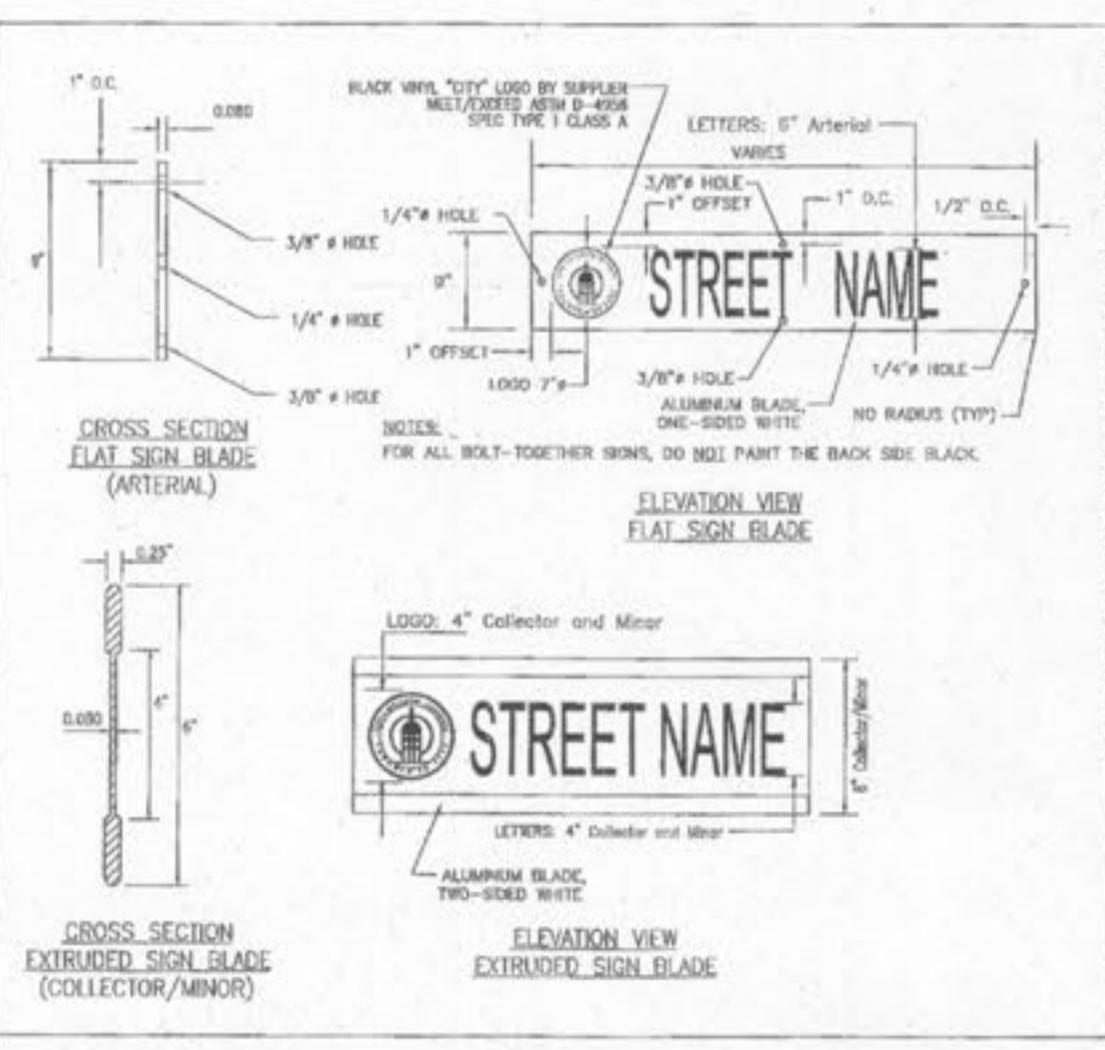 1" O.C.
0.080
3/8" ø HOLE
1/4" ø HOLE
3/8" ø HOLE
CROSS SECTION
FLAT SIGN BLADE
(ARTERIAL)
BLACK VINYL "CITY" LOGO BY SUPPLIER
MEET/EXCEED ASTM D-4956
SPEC TYPE 1 CLASS A
LETTERS: 6" Arterial
VARIES
3/8"ø HOLE
1" OFFSET
1" O.C.
1/2" O.C.
1/4"ø HOLE
9"
STREET NAME
1" OFFSET
LOGO 7"ø
3/8"ø HOLE
1/4"ø HOLE
ALUMINUM BLADE,
ONE-SIDED WHITE
NO RADIUS (TYP)
NOTES:
FOR ALL BOLT-TOGETHER SIGNS, DO NOT PAINT THE BACK SIDE BLACK.
ELEVATION VIEW
FLAT SIGN BLADE
0.25"
4"
6"
CROSS SECTION
EXTRUDED SIGN BLADE
(COLLECTOR/MINOR)
LOGO: 4" Collector and Minor
STREET NAME
6" Collector/Minor
LETTERS: 4" Collector and Minor
ALUMINUM BLADE,
TWO-SIDED WHITE
ELEVATION VIEW
EXTRUDED SIGN BLADE